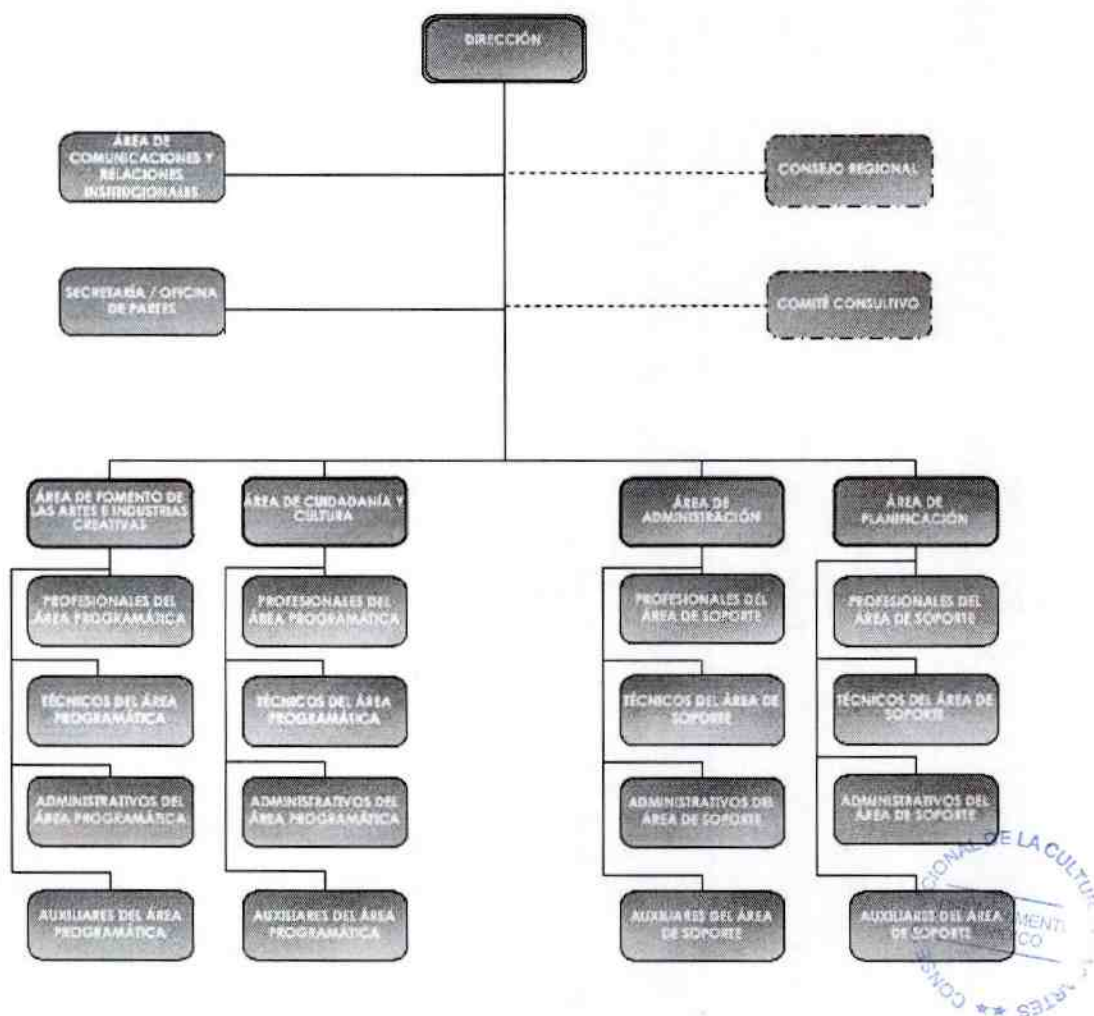 DIRECCIÓN
ÁREA DE
COMUNICACIONES Y
RELACIONES
INSTITUCIONALES
CONSEJO REGIONAL
SECRETARÍA / OFICINA
DE PARTES
COMITÉ CONSULTIVO
ÁREA DE FOMENTO DE
LAS ARTES E INDUSTRIAS
CREATIVAS
ÁREA DE CUIDADANÍA Y
CULTURA
ÁREA DE
ADMINISTRACIÓN
ÁREA DE
PLANIFICACIÓN
PROFESIONALES DEL
ÁREA PROGRAMÁTICA
PROFESIONALES DEL
ÁREA PROGRAMÁTICA
PROFESIONALES DEL
ÁREA DE SOPORTE
PROFESIONALES DEL
ÁREA DE SOPORTE
TÉCNICOS DEL ÁREA
PROGRAMÁTICA
TÉCNICOS DEL ÁREA
PROGRAMÁTICA
TÉCNICOS DEL ÁREA DE
SOPORTE
TÉCNICOS DEL ÁREA DE
SOPORTE
ADMINISTRATIVOS DEL
ÁREA PROGRAMÁTICA
ADMINISTRATIVOS DEL
ÁREA PROGRAMÁTICA
ADMINISTRATIVOS DEL
ÁREA DE SOPORTE
ADMINISTRATIVOS DEL
ÁREA DE SOPORTE
AUXILIARES DEL ÁREA
PROGRAMÁTICA
AUXILIARES DEL ÁREA
PROGRAMÁTICA
AUXILIARES DEL ÁREA
DE SOPORTE
AUXILIARES DEL ÁREA
DE SOPORTE
DE LA CULTUR
ARTES